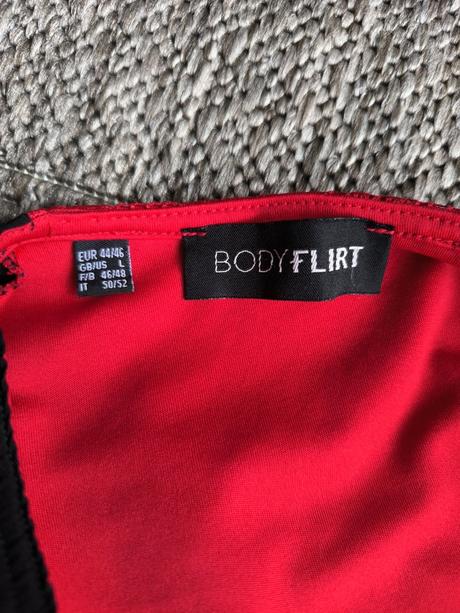 EUR 44/46
GB/US L
F/B 46/48
IT 50/52
BODYFLIRT